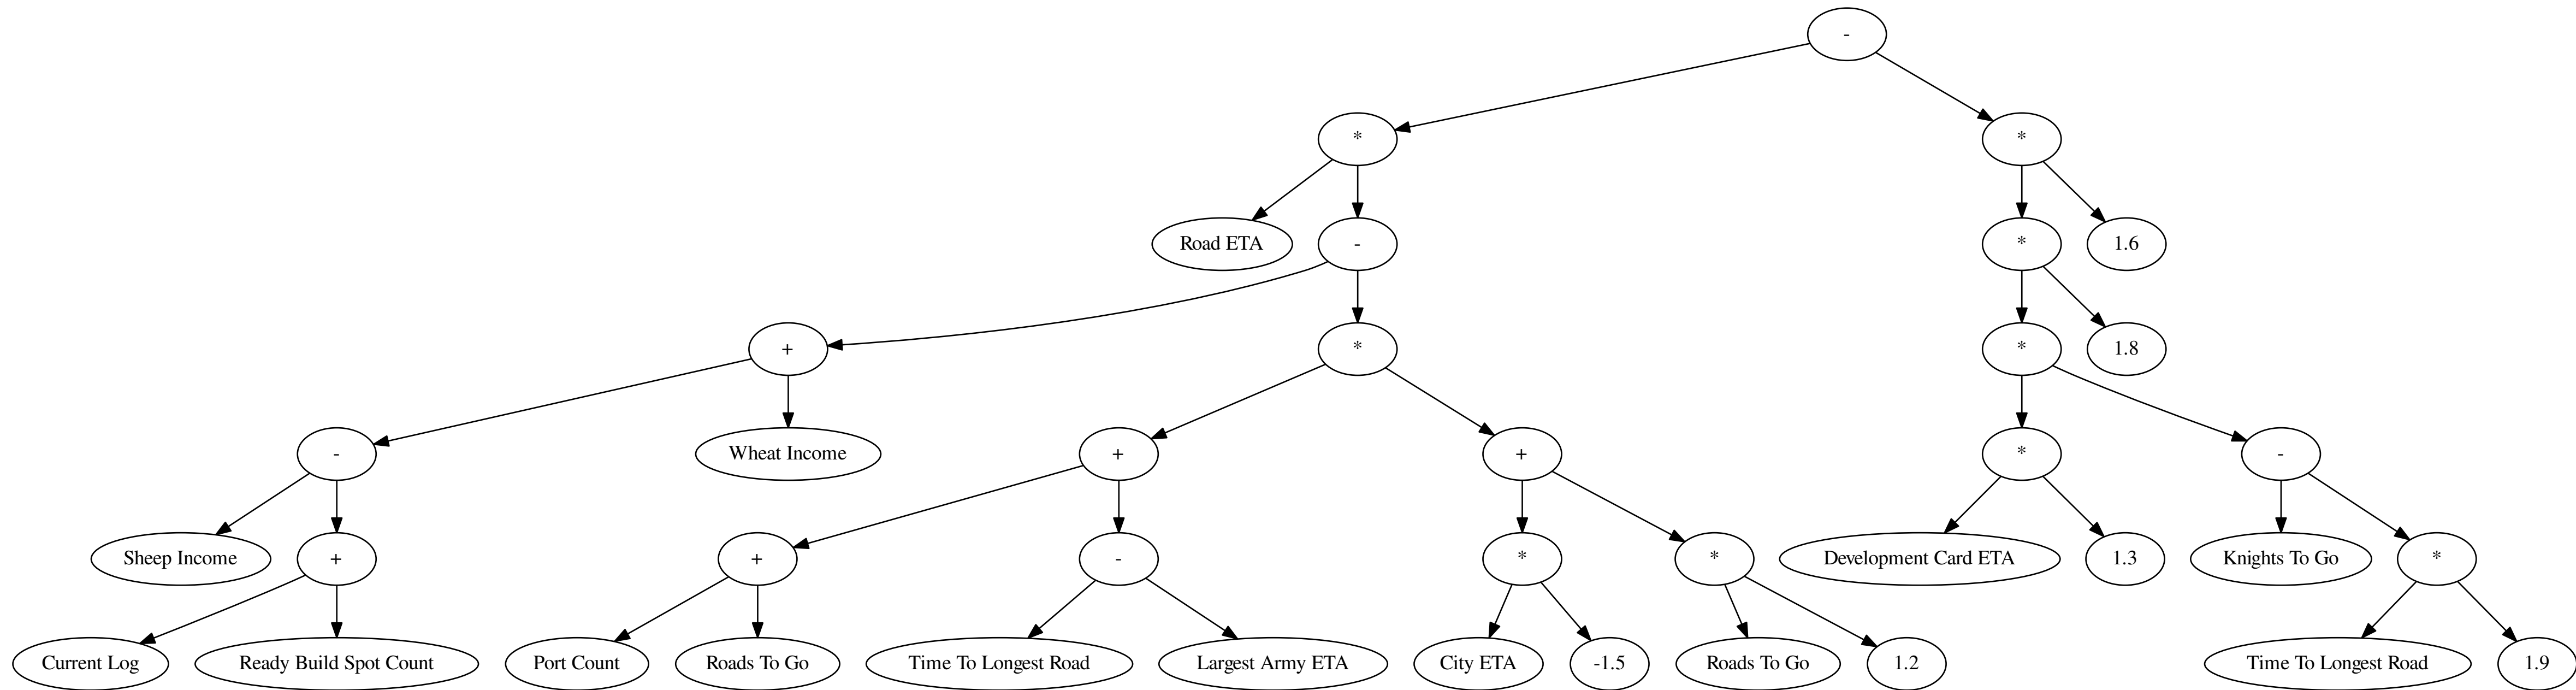 -
*
*
Road ETA
-
*
1.6
+
*
*
1.8
-
Wheat Income
+
+
*
-
Sheep Income
+
+
-
*
*
Development Card ETA
1.3
Knights To Go
*
Current Log
Ready Build Spot Count
Port Count
Roads To Go
Time To Longest Road
Largest Army ETA
City ETA
-1.5
Roads To Go
1.2
Time To Longest Road
1.9